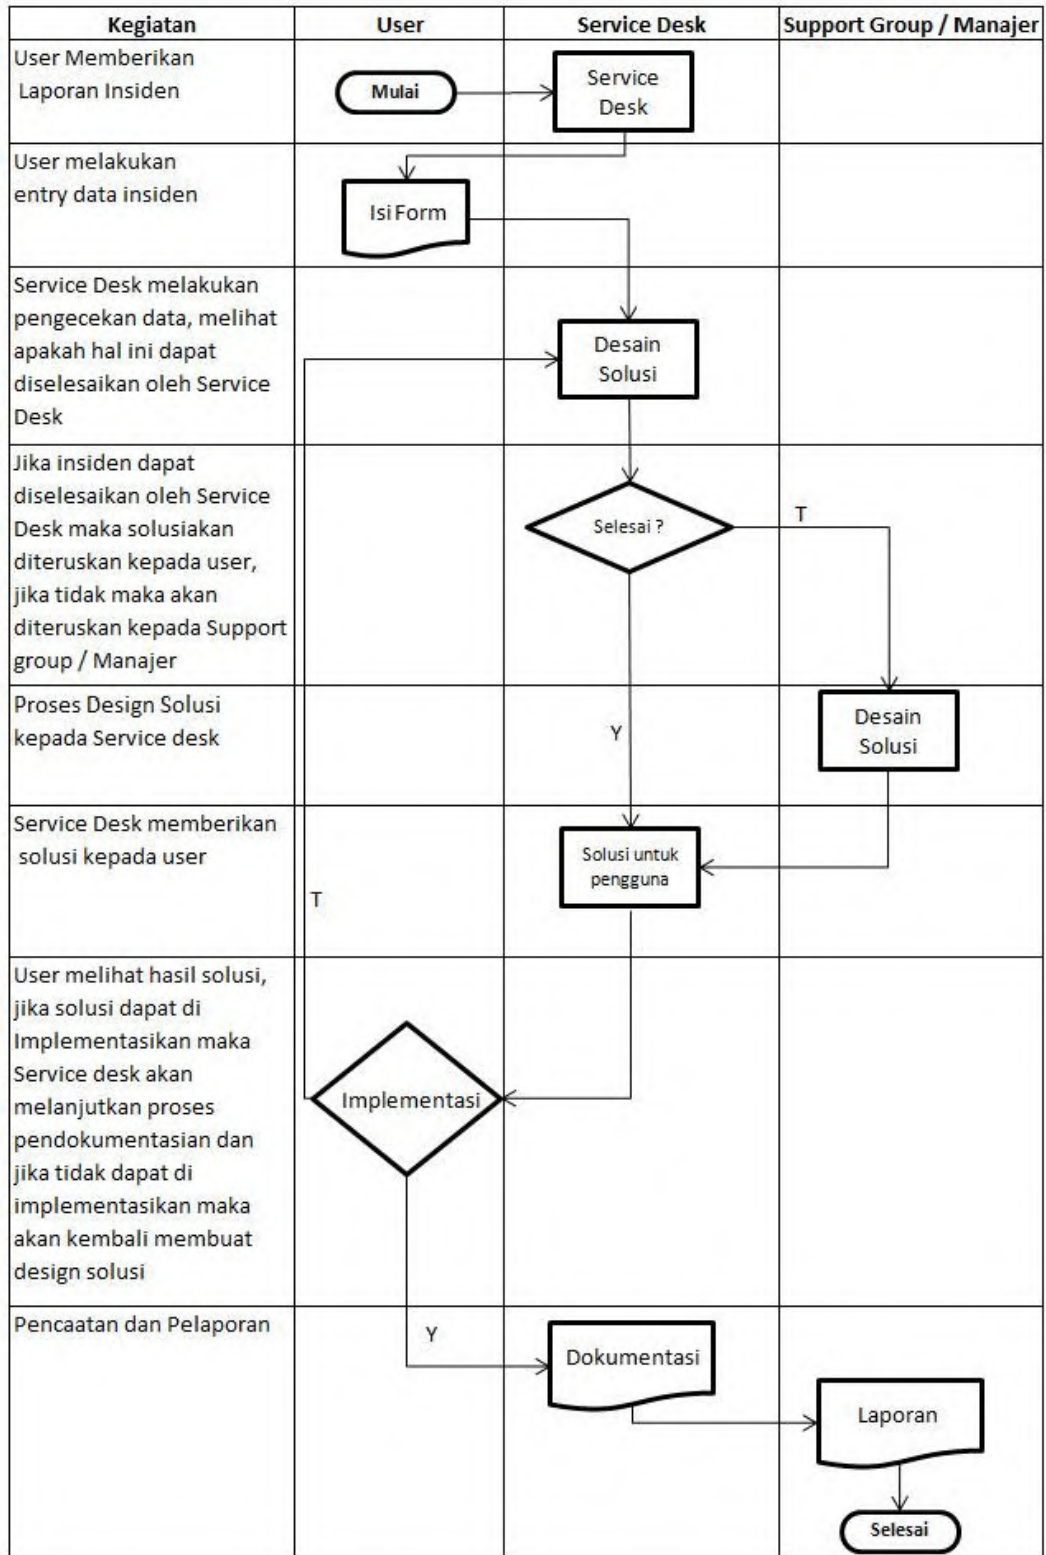 Kegiatan
User
Service Desk
Support Group / Manajer
User Memberikan
Laporan Insiden
Mulai
Service
Desk
User melakukan
entry data insiden
Isi Form
Service Desk melakukan
pengecekan data, melihat
apakah hal ini dapat
diselesaikan oleh Service
Desk
Desain
Solusi
Jika insiden dapat
diselesaikan oleh Service
Desk maka solusiakan
diteruskan kepada user,
jika tidak maka akan
diteruskan kepada Support
group / Manajer
Selesai ?
T
Proses Design Solusi
kepada Service desk
Y
Desain
Solusi
Service Desk memberikan
solusi kepada user
T
Solusi untuk
pengguna
User melihat hasil solusi,
jika solusi dapat di
Implementasikan maka
Service desk akan
melanjutkan proses
pendokumentasian dan
jika tidak dapat di
implementasikan maka
akan kembali membuat
design solusi
Implementasi
Pencaatan dan Pelaporan
Y
Dokumentasi
Laporan
Selesai